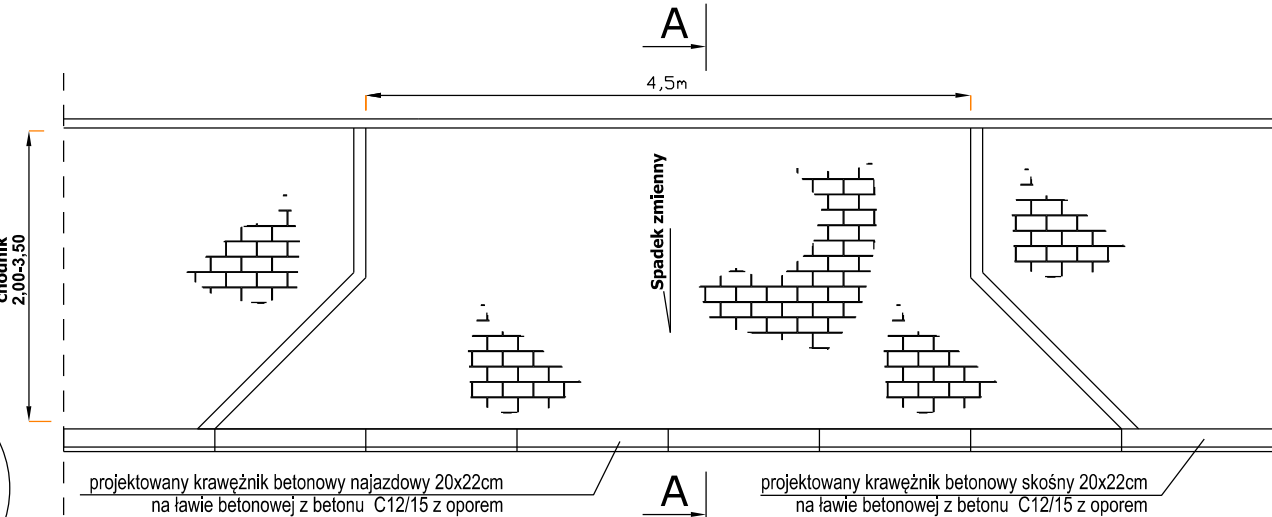 A
4,5m
chodnik
2,00-3,50
Spadek zmienny
projektowany krawężnik betonowy najazdowy 20x22cm
na ławie betonowej z betonu C12/15 z oporem
A
projektowany krawężnik betonowy skośny 20x22cm
na ławie betonowej z betonu C12/15 z oporem